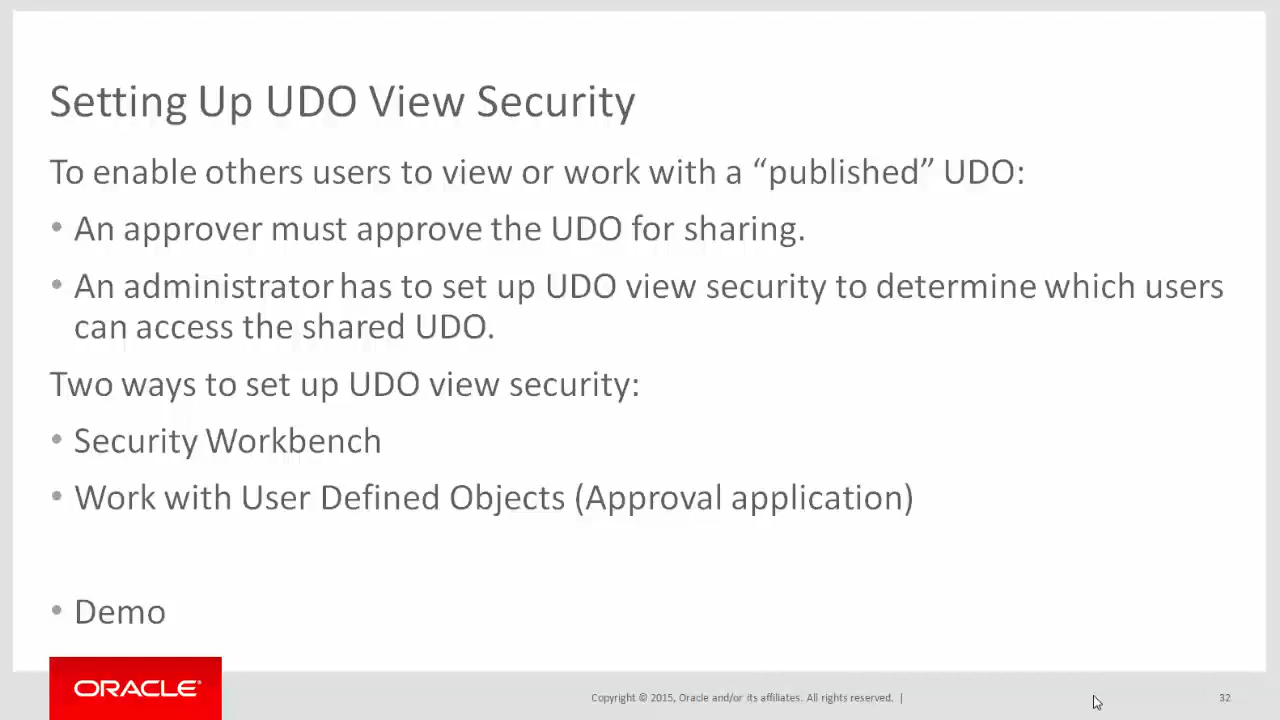 Setting Up UDO View Security
To enable others users to view or work with a “published” UDO:
• An approver must approve the UDO for sharing.
• An administrator has to set up UDO view security to determine which users
can access the shared UDO.
Two ways to set up UDO view security:
• Security Workbench
• Work with User Defined Objects (Approval application)
• Demo
ORACLE®
Copyright © 2015, Oracle and/or its affiliates. All rights reserved. |
32